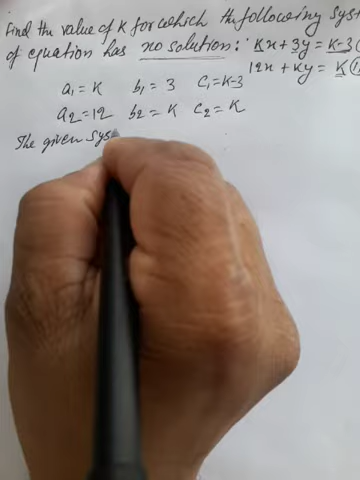 Find the value of K for which the following Syst
of equation has no solution: Kx + 3y = K-3
12x + Ky = K
a₁ = K b₁ = 3 C₁ = K-3
a₂ = 12 b₂ = K C₂ = K
The given Sys